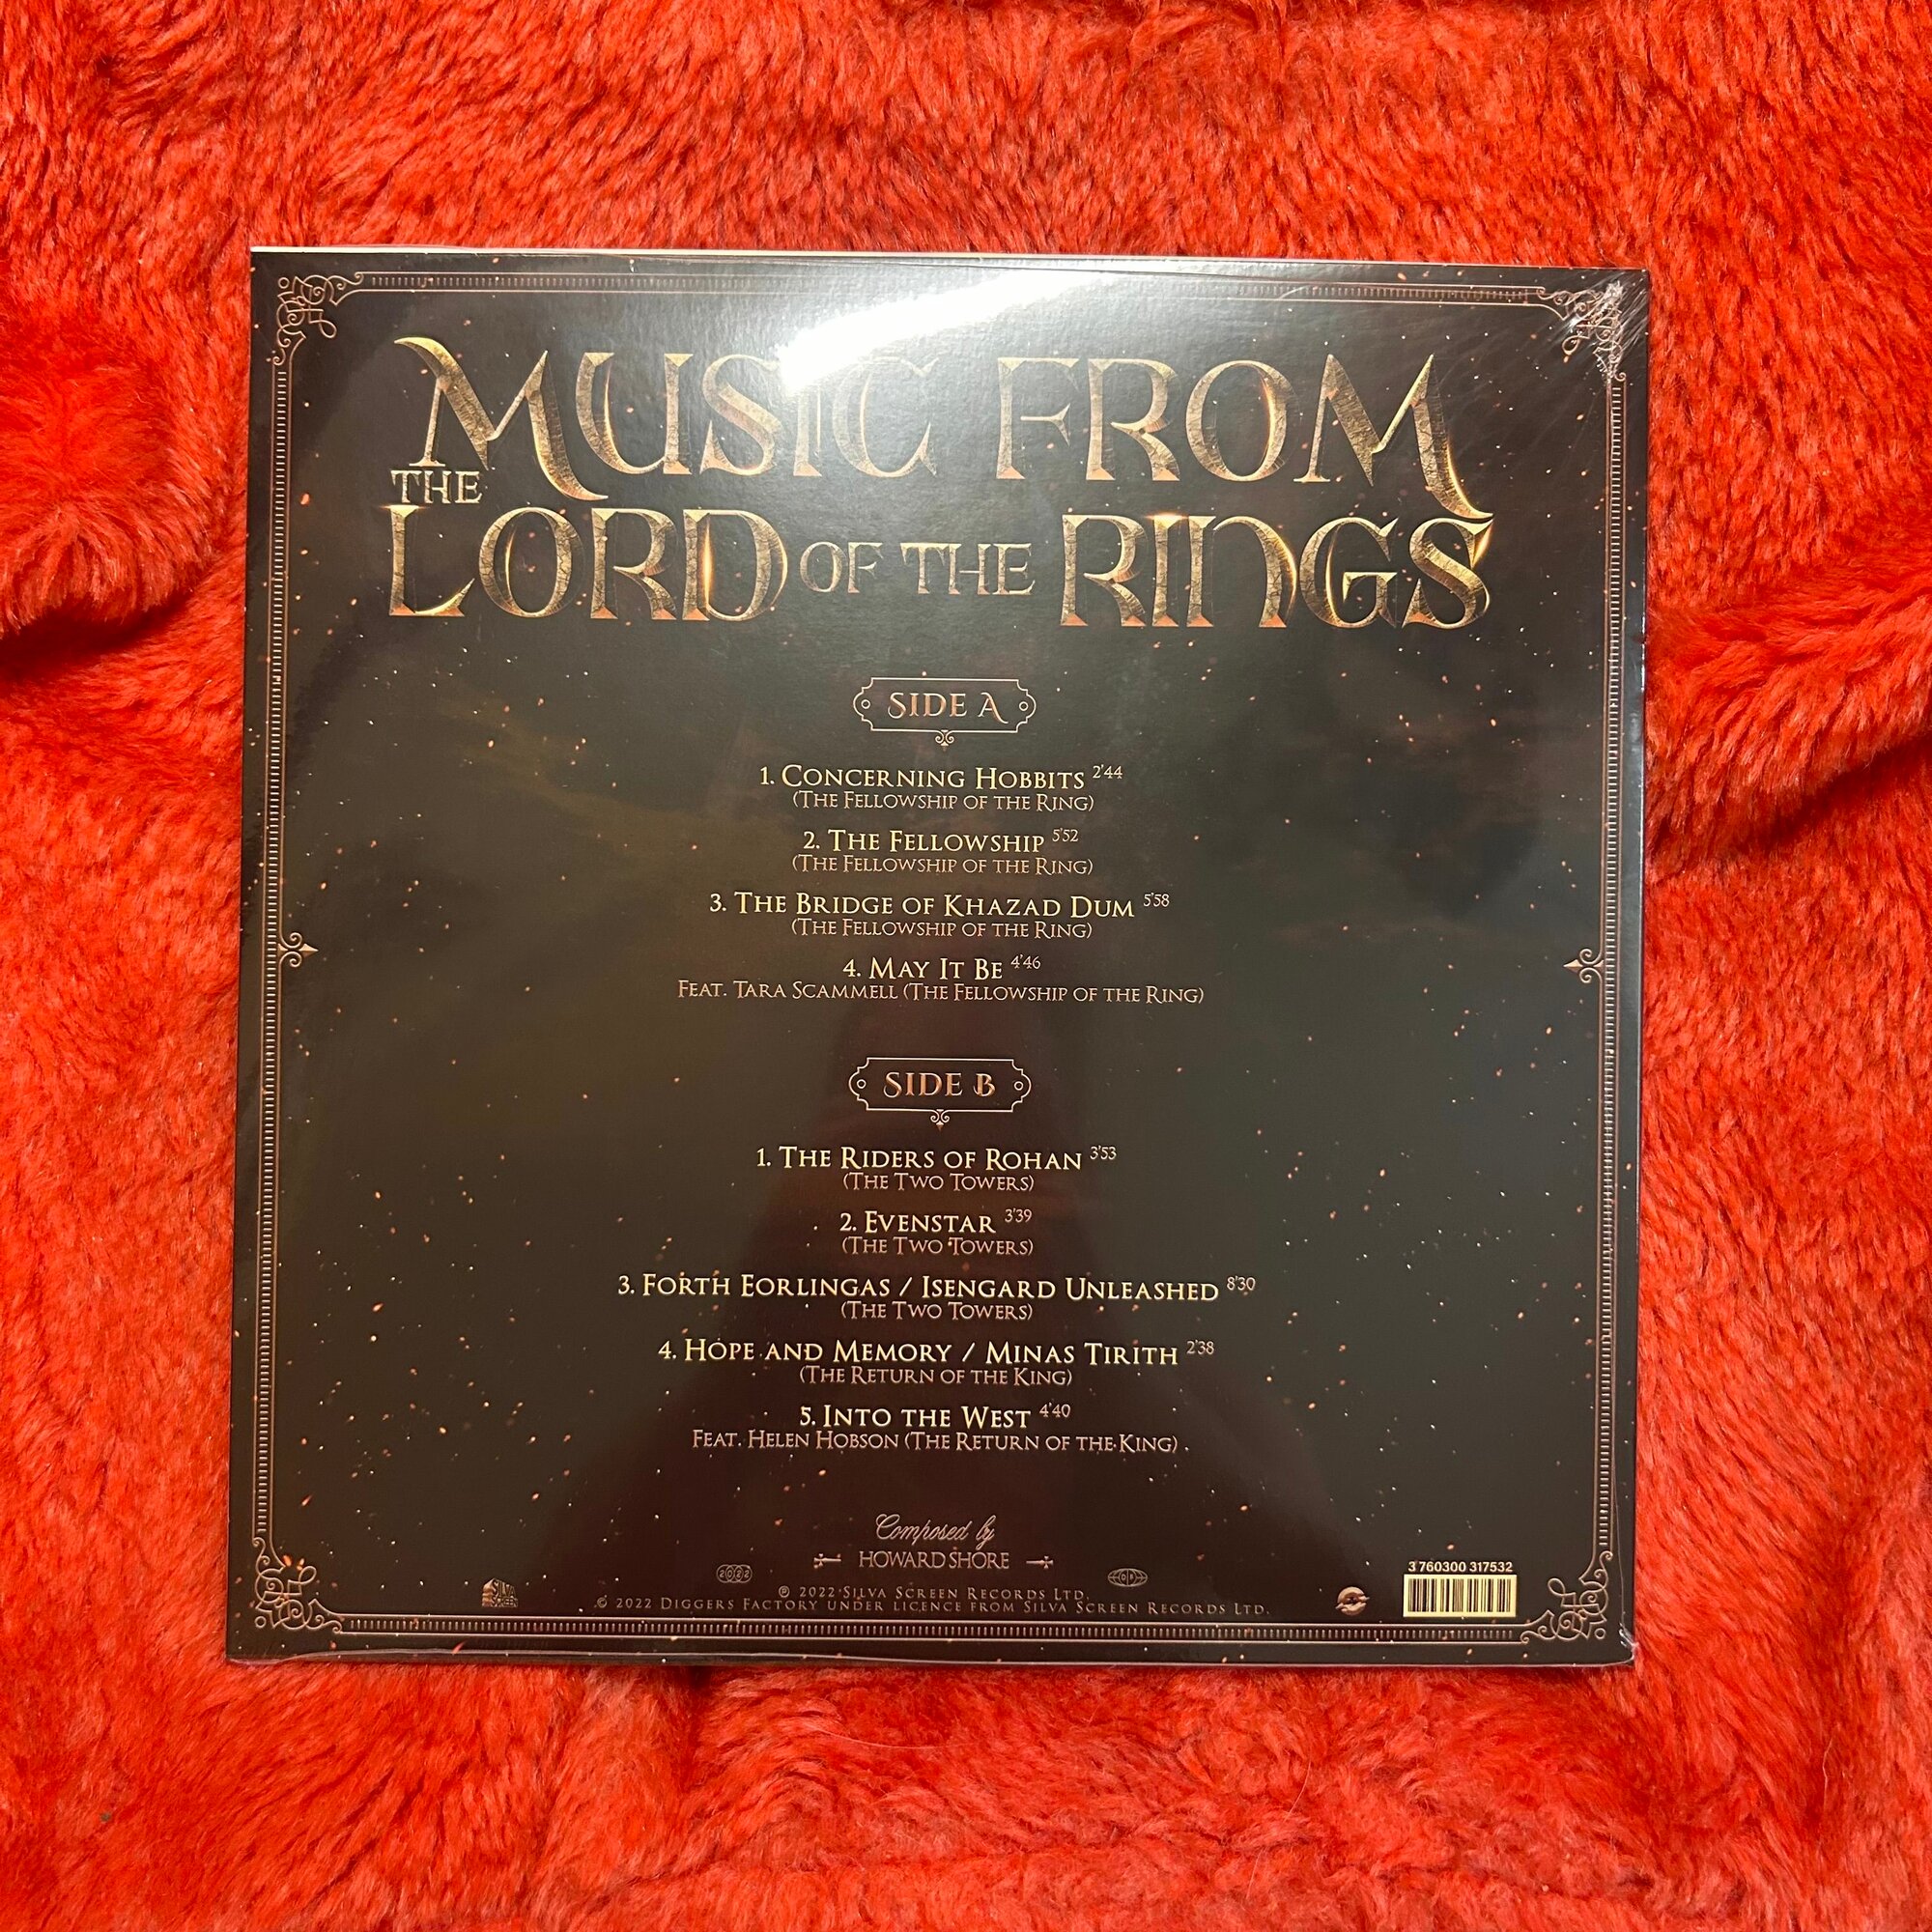 MUSIC FROM
THE
LORD OF THE RINGS
SIDE A
1. CONCERNING HOBBITS 2'44
(THE FELLOWSHIP OF THE RING)
2. THE FELLOWSHIP 5'52
(THE FELLOWSHIP OF THE RING)
3. THE BRIDGE OF KHAZAD DUM 5'58
(THE FELLOWSHIP OF THE RING)
4. MAY IT BE 4'46
FEAT. TARA SCAMMELL (THE FELLOWSHIP OF THE RING)
SIDE B
1. THE RIDERS OF ROHAN 3'53
(THE TWO TOWERS)
2. EVENSTAR 3'39
(THE TWO TOWERS)
3. FORTH EORLINGAS / ISENGARD UNLEASHED 8'30
(THE TWO TOWERS)
4. HOPE AND MEMORY / MINAS TIRITH 2'38
(THE RETURN OF THE KING)
5. INTO THE WEST 4'40
FEAT. HELEN HOBSON (THE RETURN OF THE KING)
Composed by
HOWARD SHORE
2022
SILVA
SCREEN
℗ 2022 SILVA SCREEN RECORDS LTD.
© 2022 DIGGERS FACTORY UNDER LICENCE FROM SILVA SCREEN RECORDS LTD.
3 760300 317532